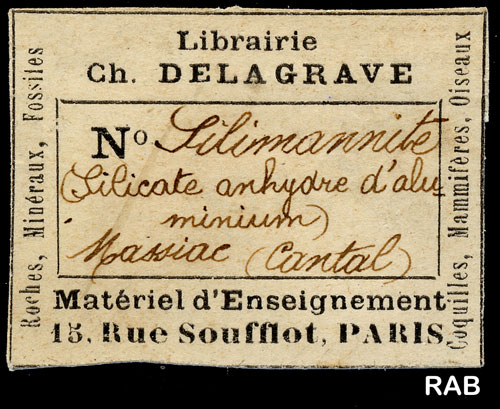 Librairie
Ch. DELAGRAVE
Roches, Minéraux, Fossiles
No Silimannite
(Silicate anhydre d'alu
minium)
Massiac (Cantal)
Coquilles, Mammifères, Oiseaux
Matériel d'Enseignement
15, Rue Soufflot, PARIS
RAB